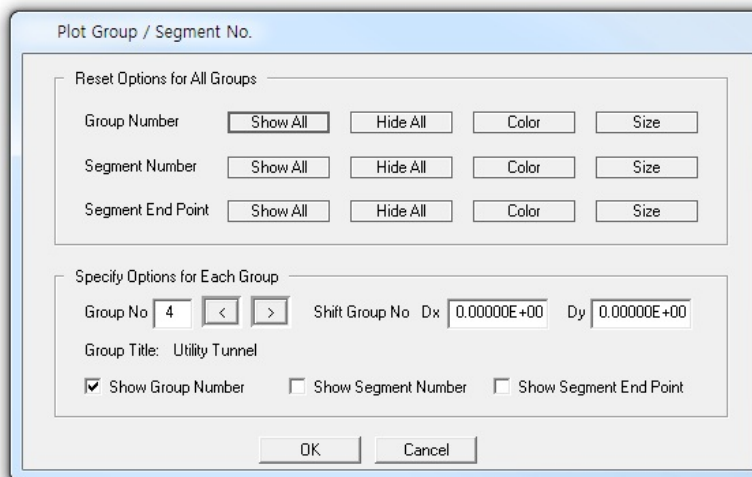 Plot Group / Segment No.
Reset Options for All Groups
Group Number Show All Hide All Color Size
Segment Number Show All Hide All Color Size
Segment End Point Show All Hide All Color Size
Specify Options for Each Group
Group No 4 < > Shift Group No Dx 0.00000E+00 Dy 0.00000E+00
Group Title: Utility Tunnel
Show Group Number Show Segment Number Show Segment End Point
OK Cancel